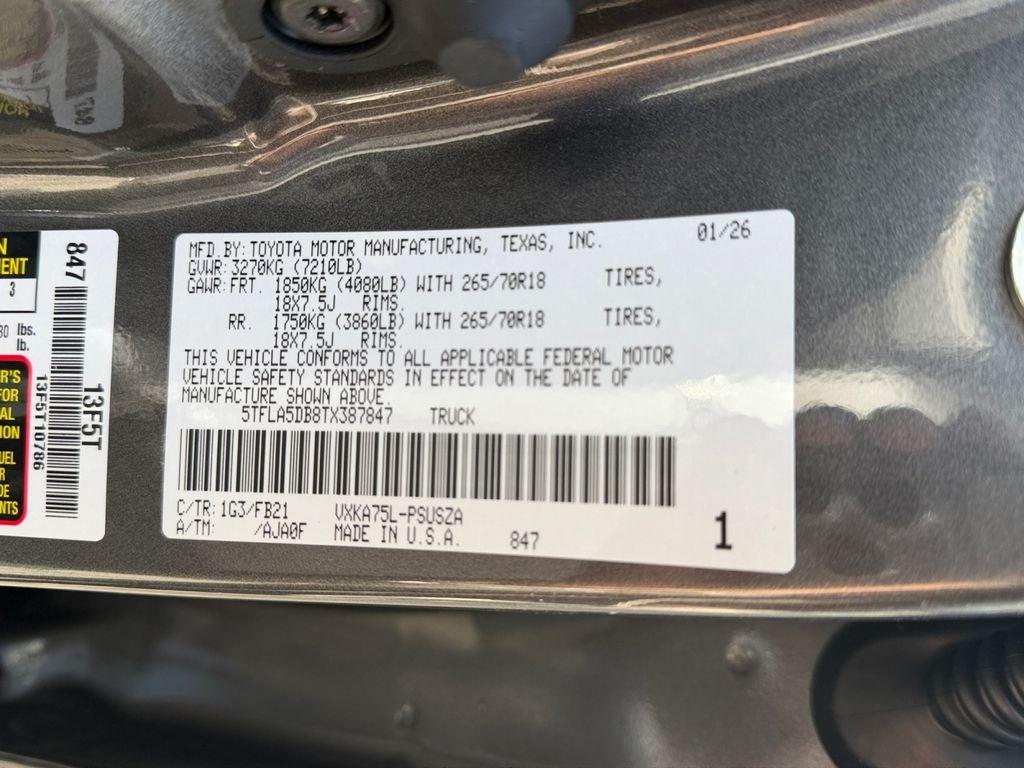 MFD.BY: TOYOTA MOTOR MANUFACTURING, TEXAS, INC. 01/26
GVWR: 3270KG (7210LB)
GAWR: FRT. 1850KG (4080LB) WITH 265/70R18 TIRES,
18X7.5J RIMS.
RR. 1750KG (3860LB) WITH 265/70R18 TIRES,
18X7.5J RIMS.
THIS VEHICLE CONFORMS TO ALL APPLICABLE FEDERAL MOTOR
VEHICLE SAFETY STANDARDS IN EFFECT ON THE DATE OF
MANUFACTURE SHOWN ABOVE.
5TFLA5DB8TX387847 TRUCK
C/TR: 1G3/FB21 VXKA75L-PSUSZA
A/TM: /AJA0F MADE IN U.S.A. 847 1
847
13F5T
13F5T10786
3
lbs.
lb.